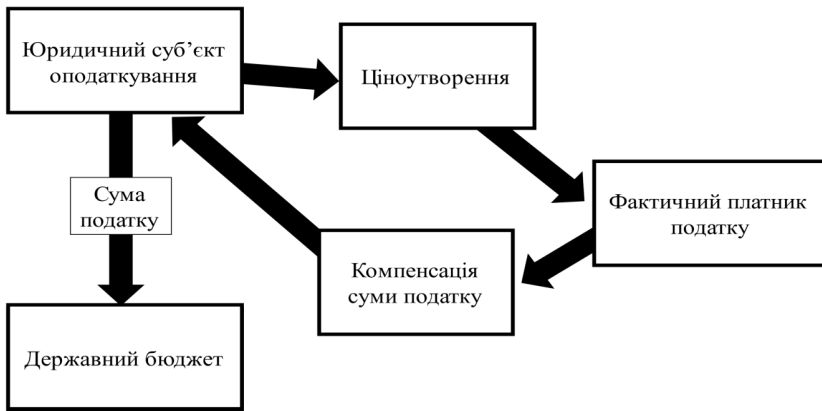 Юридичний суб’єкт
оподаткування
Ціноутворення
Сума
податку
Фактичний платник
податку
Компенсація
суми податку
Державний бюджет